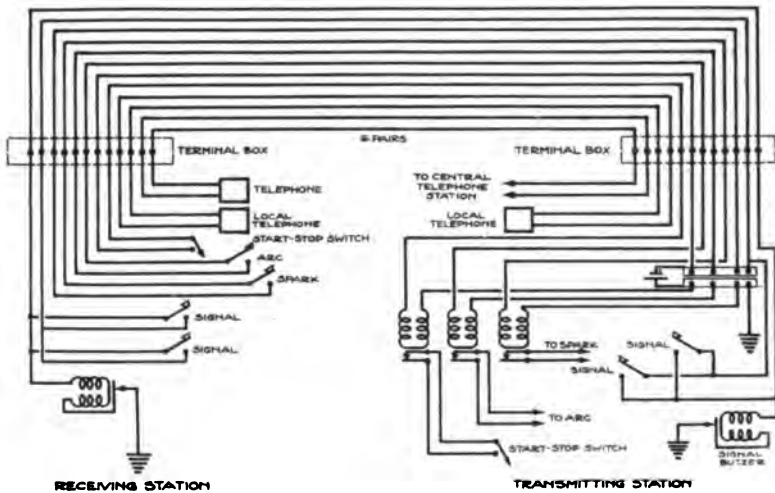 6 PAIRS
TERMINAL BOX
TERMINAL BOX
TELEPHONE
LOCAL
TELEPHONE
START-STOP SWITCH
ARC
SPARK
SIGNAL
SIGNAL
RECEIVING STATION
TO CENTRAL
TELEPHONE
STATION
LOCAL
TELEPHONE
TO SPARK
SIGNAL
SIGNAL
TO ARC
START-STOP SWITCH
SIGNAL
BUZZER
TRANSMITTING STATION